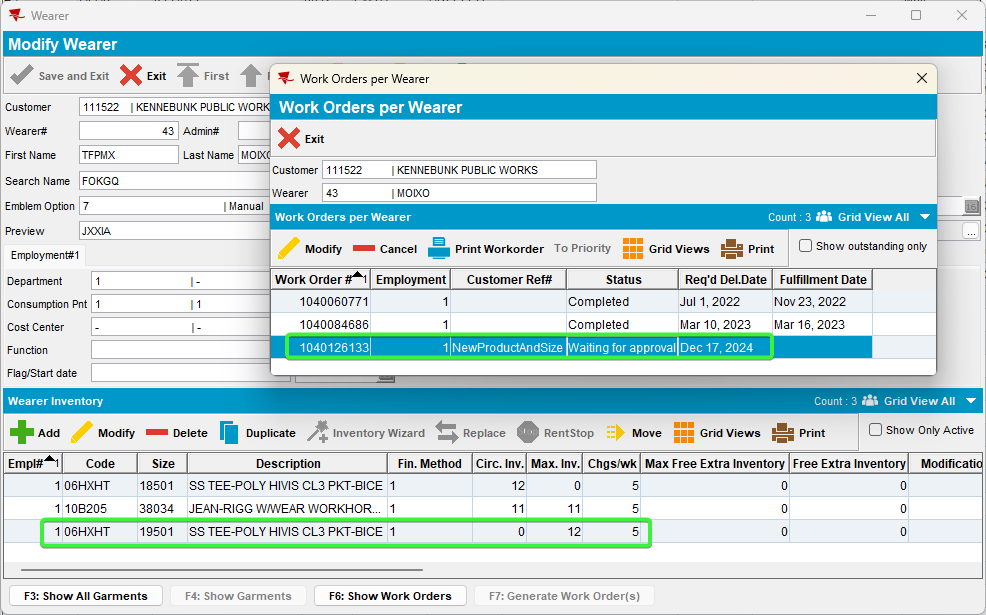 Wearer
Modify Wearer
Save and Exit Exit First
Customer 111522 | KENNEBUNK PUBLIC WORK
Wearer# 43 Admin#
First Name TFPMX Last Name MOIXO
Search Name FOKGQ
Emblem Option 7 | Manual
16
Preview JXXIA
...
Employment#1
Department 1 | -
Consumption Pnt 1 | 1
Cost Center - | -
Function
Flag/Start date
Work Orders per Wearer
Work Orders per Wearer
Exit
Customer 111522 | KENNEBUNK PUBLIC WORKS
Wearer 43 | MOIXO
Work Orders per Wearer Count : 3 Grid View All
Modify Cancel Print Workorder To Priority Grid Views Print Show outstanding only
Work Order # 1 Employment Customer Ref# Status Req'd Del.Date Fulfillment Date
1040060771 1 Completed Jul 1, 2022 Nov 23, 2022
1040084686 1 Completed Mar 10, 2023 Mar 16, 2023
1040126133 1 NewProductAndSize Waiting for approval Dec 17, 2024
Wearer Inventory Count : 3 Grid View All
Add Modify Delete Duplicate Inventory Wizard Replace RentStop Move Grid Views Print Show Only Active
Empl# 1 Code Size Description Fin. Method Circ. Inv. Max. Inv. Chgs/wk Max Free Extra Inventory Free Extra Inventory Modificatio
1 06HXHT 18501 SS TEE-POLY HIVIS CL3 PKT-BICE 1 12 0 5 0 0
1 10B205 38034 JEAN-RIGG W/WEAR WORKHOR... 1 11 11 5 0 0
1 06HXHT 19501 SS TEE-POLY HIVIS CL3 PKT-BICE 1 0 12 5 0 0
F3: Show All Garments F4: Show Garments F6: Show Work Orders F7: Generate Work Order(s)